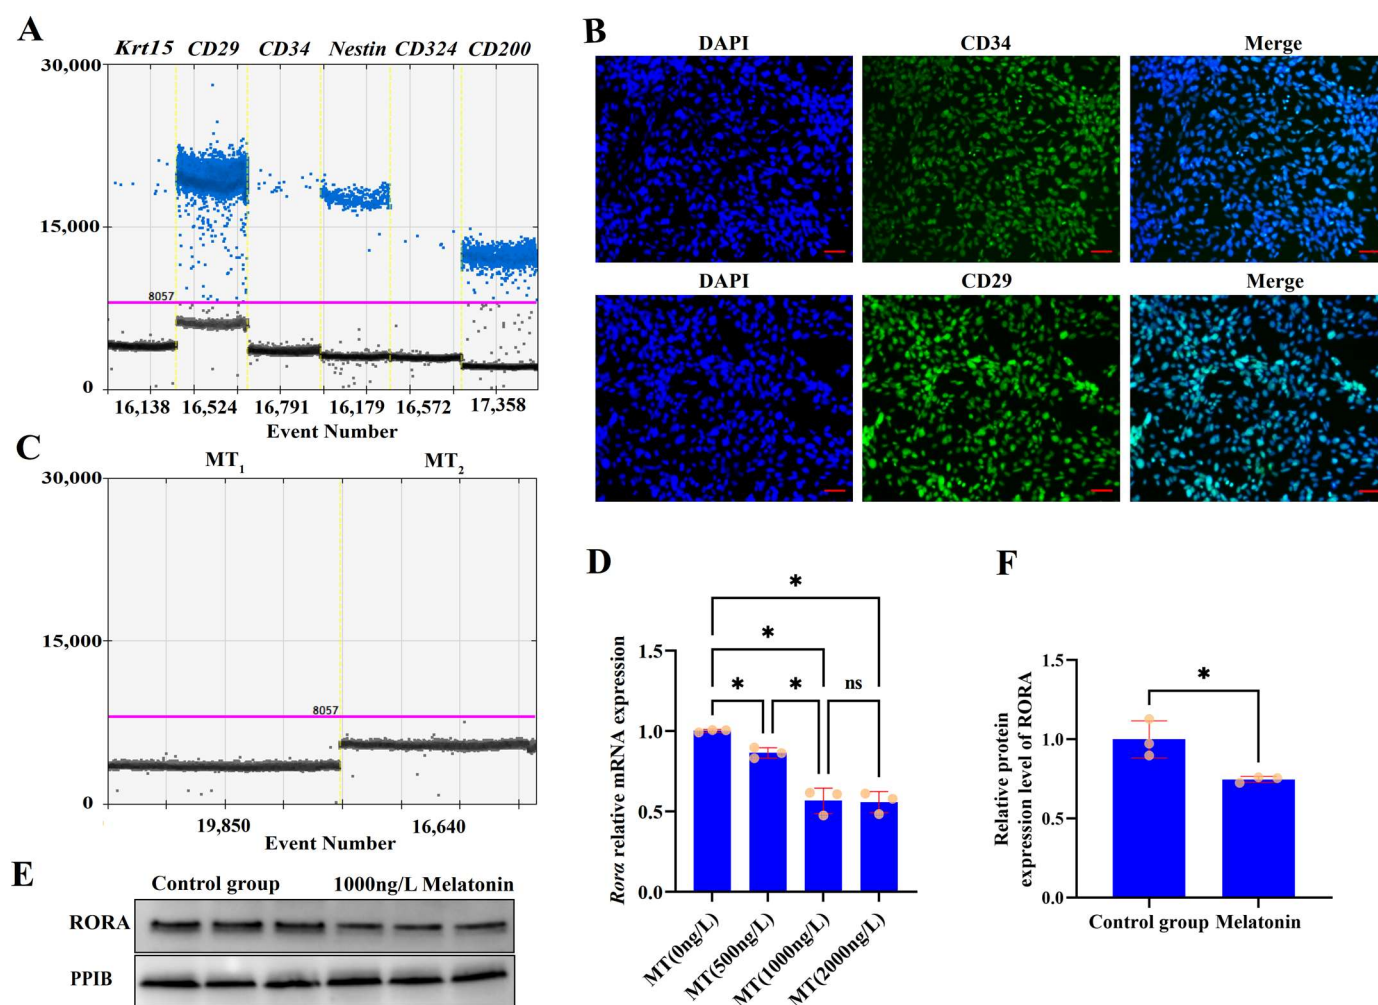 A
Krt15 CD29 CD34 Nestin CD324 CD200
30,000
15,000
8057
0
16,138 16,524 16,791 16,179 16,572 17,358
Event Number
B
DAPI CD34 Merge
DAPI CD29 Merge
C
MT1 MT2
30,000
15,000
8057
0
19,850 16,640
Event Number
D
*
*
* * ns
Rorα relative mRNA expression
1.5
1.0
0.5
0.0
MT(0ng/L) MT(500ng/L) MT(1000ng/L) MT(2000ng/L)
E
Control group 1000ng/L Melatonin
RORA
PPIB
F
*
Relative protein
expression level of RORA
1.5
1.0
0.5
0.0
Control group Melatonin